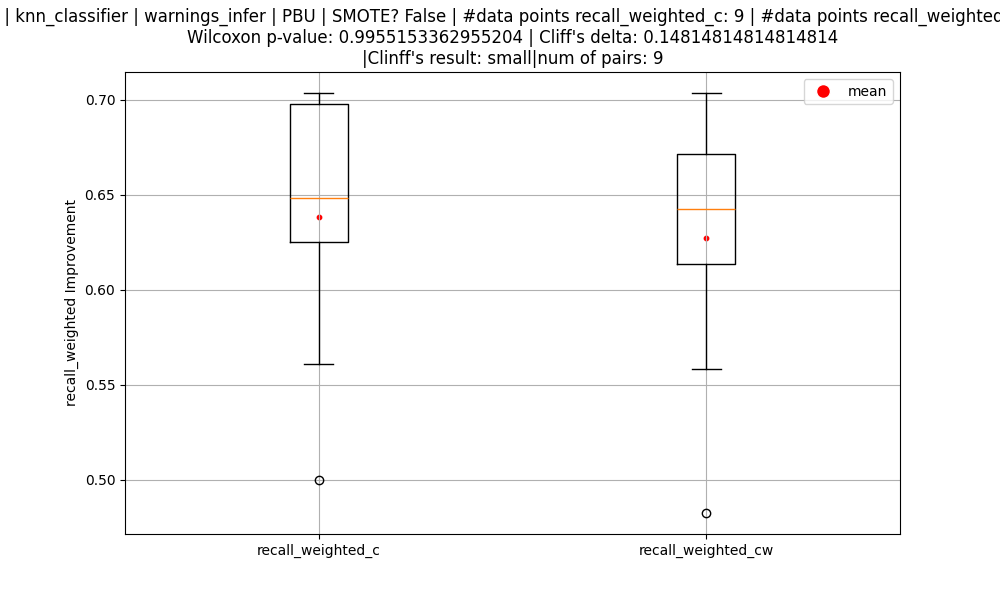 | knn_classifier | warnings_infer | PBU | SMOTE? False | #data points recall_weighted_c: 9 | #data points recall_weighted
Wilcoxon p-value: 0.9955153362955204 | Cliff's delta: 0.14814814814814814
|Clinff's result: small|num of pairs: 9
mean
0.70
0.65
0.60
0.55
0.50
recall_weighted Improvement
recall_weighted_c
recall_weighted_cw